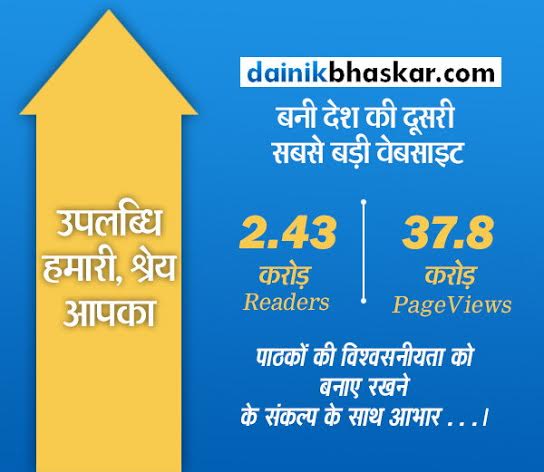 dainikbhaskar.com
बनी देश की दूसरी
सबसे बड़ी वेबसाइट
उपलब्धि
हमारी, श्रेय
आपका
2.43
करोड़
Readers
37.8
करोड़
PageViews
पाठकों की विश्वसनीयता को
बनाए रखने
के संकल्प के साथ आभार . . .।